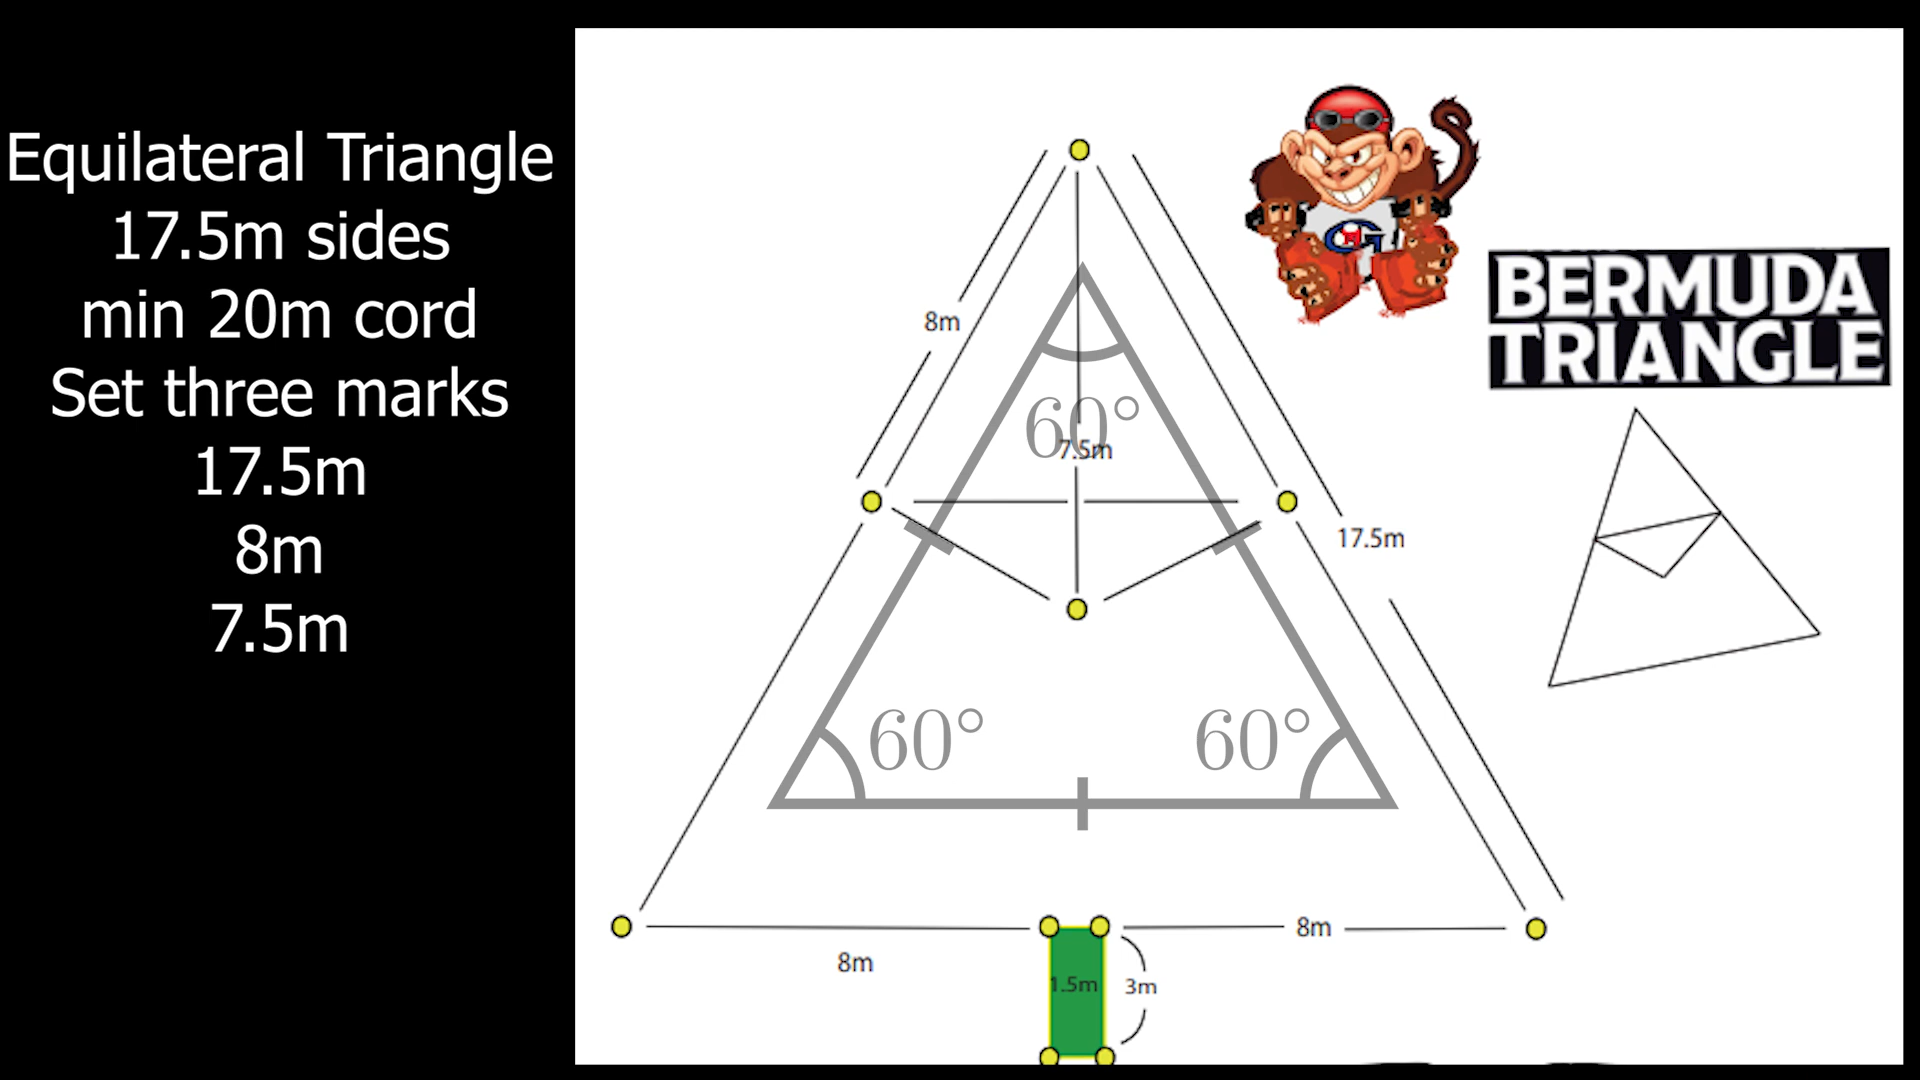 Equilateral Triangle
17.5m sides
min 20m cord
Set three marks
17.5m
8m
7.5m
BERMUDA
TRIANGLE
8m
60°
7.5m
17.5m
60°
60°
8m
8m
1.5m
3m
G